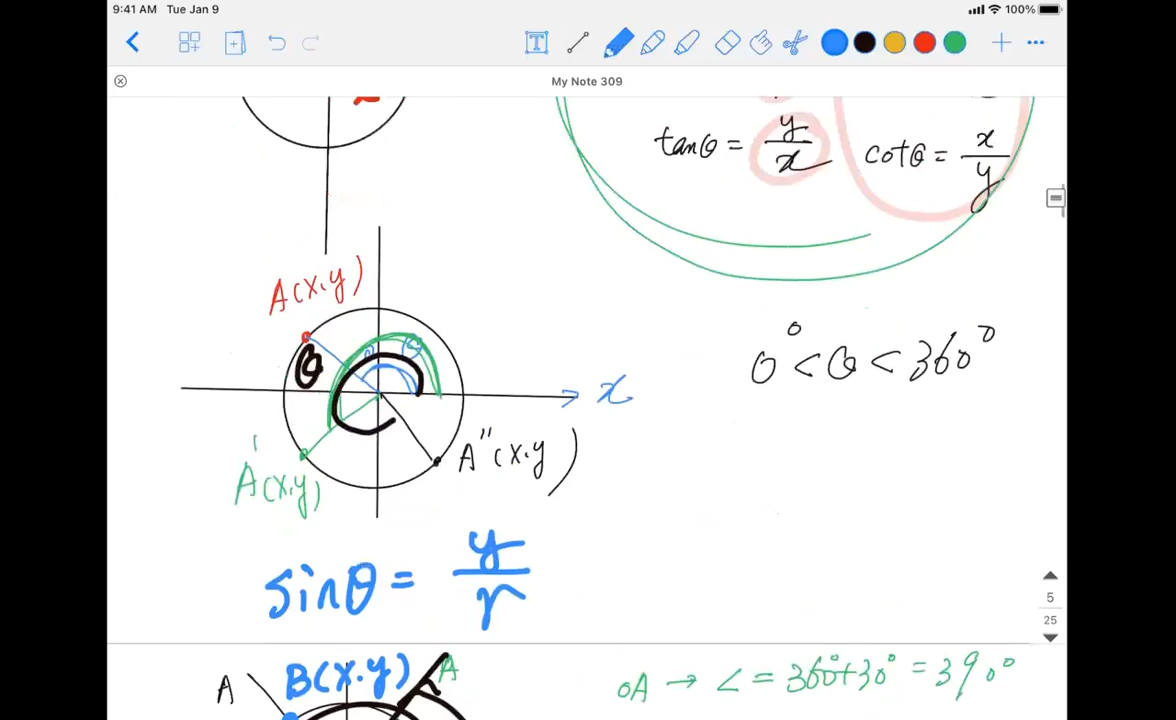 9:41 AM Tue Jan 9
100%
My Note 309
tanθ = y/x cotθ = x/y
A(x,y)
θ
0° < θ < 360°
x
A'(x,y)
A''(x,y)
sinθ = y/r
5
25
A
B(x,y)
A
OA → ∠ = 360°+30° = 390°